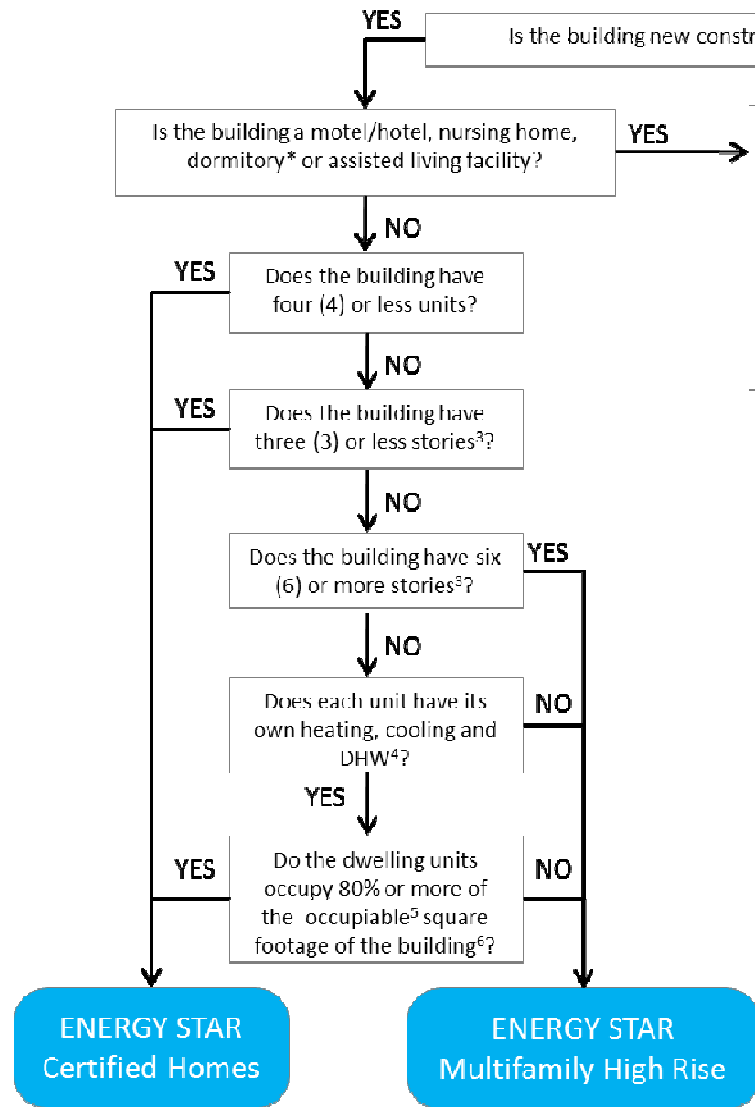 YES
Is the building new constr
Is the building a motel/hotel, nursing home,
dormitory* or assisted living facility?
YES
NO
YES
Does the building have
four (4) or less units?
NO
YES
Does the building have
three (3) or less stories³?
NO
Does the building have six
(6) or more stories³?
YES
NO
Does each unit have its
own heating, cooling and
DHW⁴?
NO
YES
YES
Do the dwelling units
occupy 80% or more of
the occupiable⁵ square
footage of the building⁶?
NO
ENERGY STAR
Certified Homes
ENERGY STAR
Multifamily High Rise